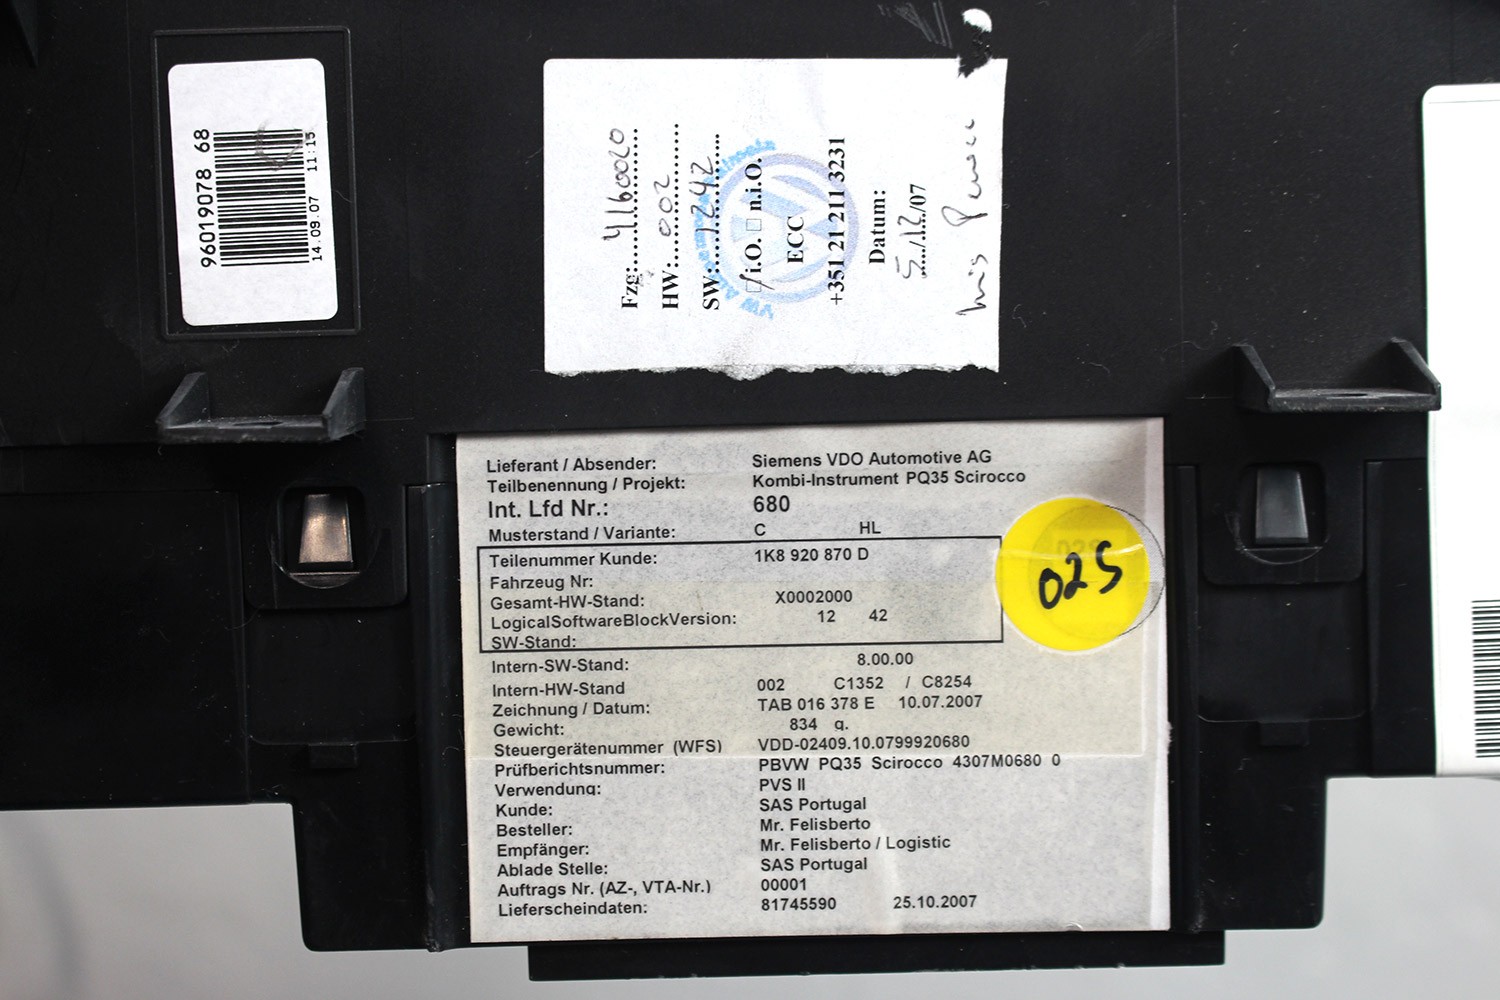 96019078 68
14.09.07 11:15
Fzg:....4160020...
HW:....002.........
SW:....1242......
i.O. n.i.O.
ECC
+351 21 211 3231
Datum:
5./12./07
025
Lieferant / Absender: Siemens VDO Automotive AG
Teilbenennung / Projekt: Kombi-Instrument PQ35 Scirocco
Int. Lfd Nr.: 680
Musterstand / Variante: C HL
Teilenummer Kunde: 1K8 920 870 D
Fahrzeug Nr:
Gesamt-HW-Stand: X0002000
LogicalSoftwareBlockVersion: 12 42
SW-Stand:
Intern-SW-Stand: 8.00.00
Intern-HW-Stand 002 C1352 / C8254
Zeichnung / Datum: TAB 016 378 E 10.07.2007
Gewicht: 834 g.
Steuergerätenummer (WFS) VDD-02409.10.0799920680
Prüfberichtsnummer: PBVW PQ35 Scirocco 4307M0680 0
Verwendung: PVS II
Kunde: SAS Portugal
Besteller: Mr. Felisberto
Empfänger: Mr. Felisberto / Logistic
Ablade Stelle: SAS Portugal
Auftrags Nr. (AZ-, VTA-Nr.) 00001
Lieferscheindaten: 81745590 25.10.2007